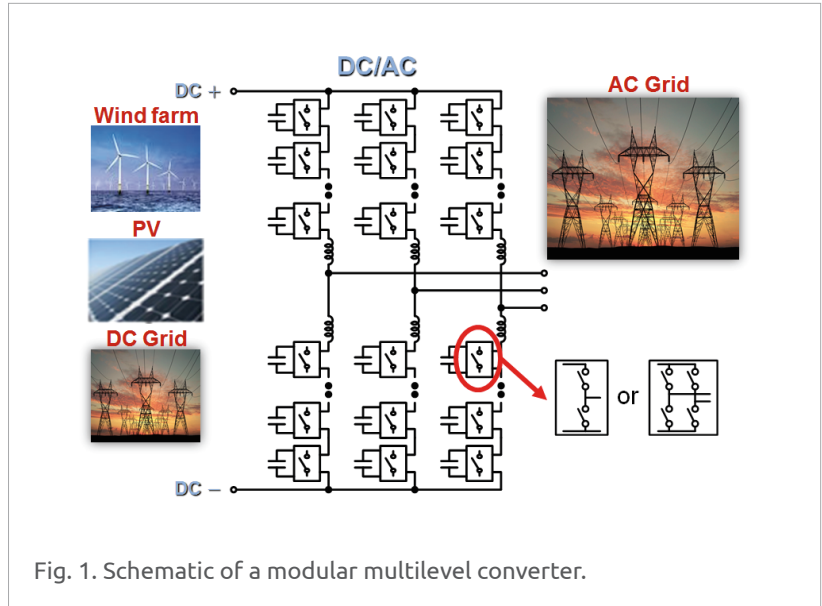 DC/AC
DC +
AC Grid
Wind farm
PV
DC Grid
or
DC −
Fig. 1. Schematic of a modular multilevel converter.